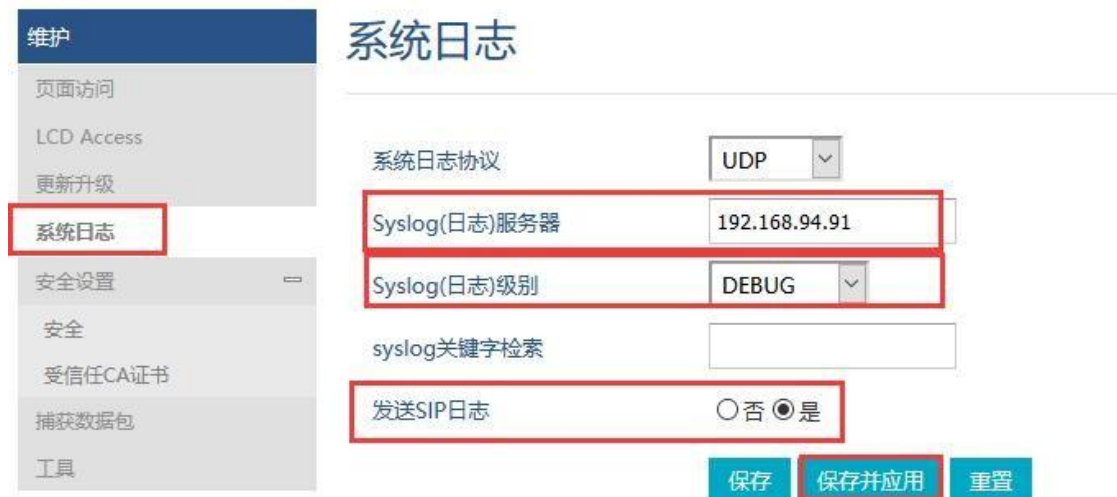 维护
页面访问
LCD Access
更新升级
系统日志
安全设置
安全
受信任CA证书
捕获数据包
工具
系统日志
系统日志协议 UDP
Syslog(日志)服务器 192.168.94.91
Syslog(日志)级别 DEBUG
syslog关键字检索
发送SIP日志 否 是
保存 保存并应用 重置